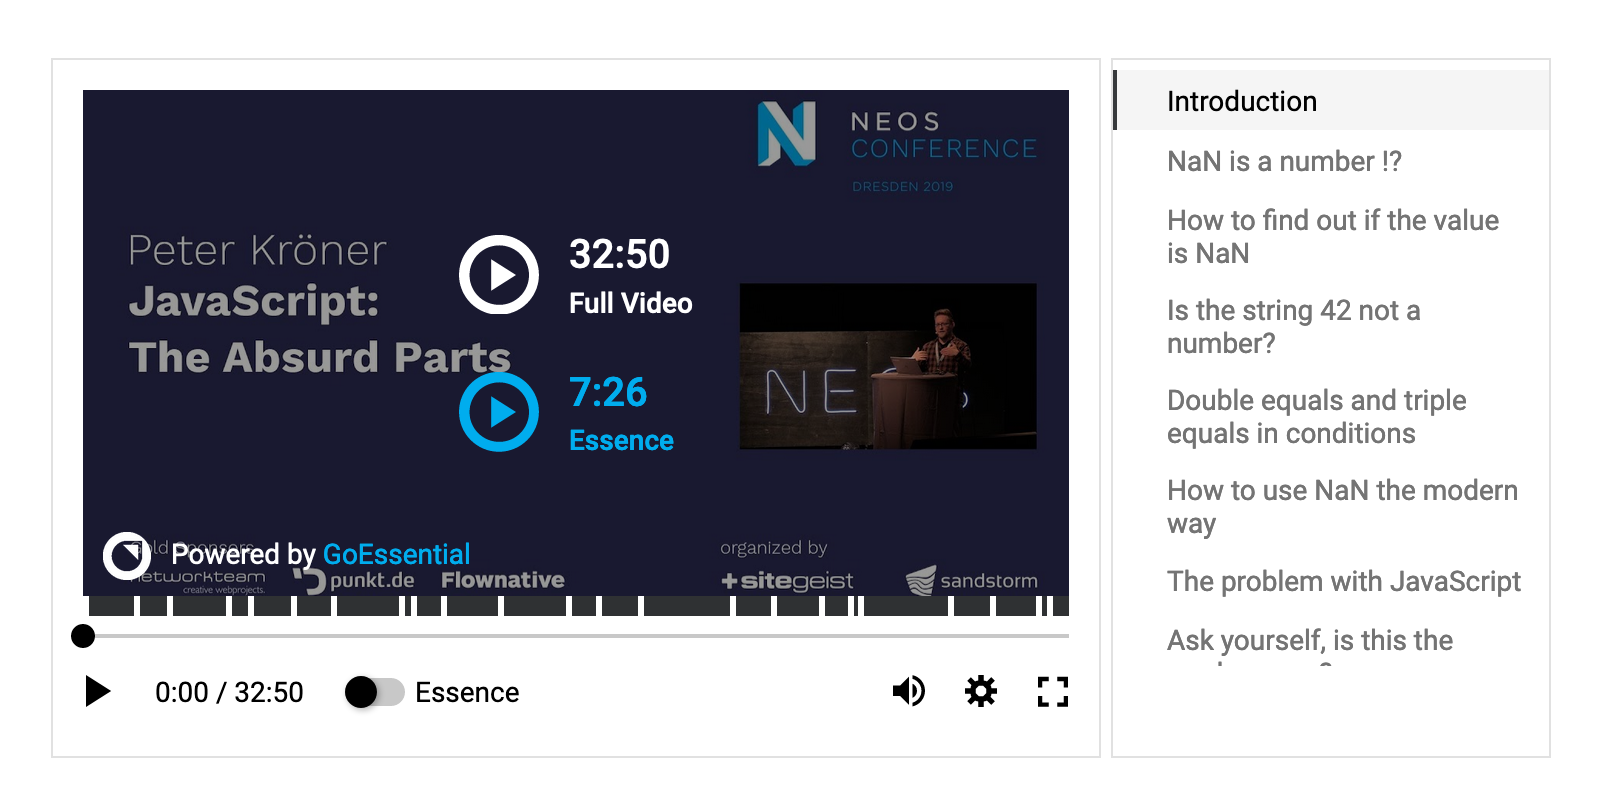 NEOS
CONFERENCE
DRESDEN 2019
Peter Kröner
JavaScript:
The Absurd Parts
32:50
Full Video
7:26
Essence
NE
Powered by GoEssential
organized by
networkteam
creative webprojects.
punkt.de
Flownative
+sitegeist
sandstorm
0:00 / 32:50
Essence
Introduction
NaN is a number !?
How to find out if the value
is NaN
Is the string 42 not a
number?
Double equals and triple
equals in conditions
How to use NaN the modern
way
The problem with JavaScript
Ask yourself, is this the